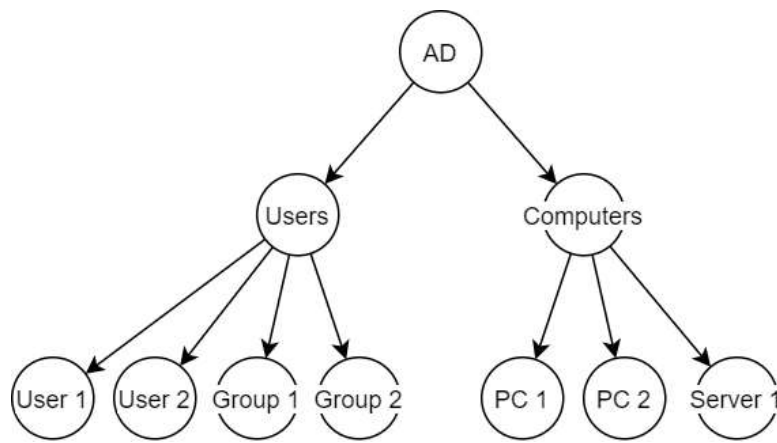 AD
Users
Computers
User 1
User 2
Group 1
Group 2
PC 1
PC 2
Server 1